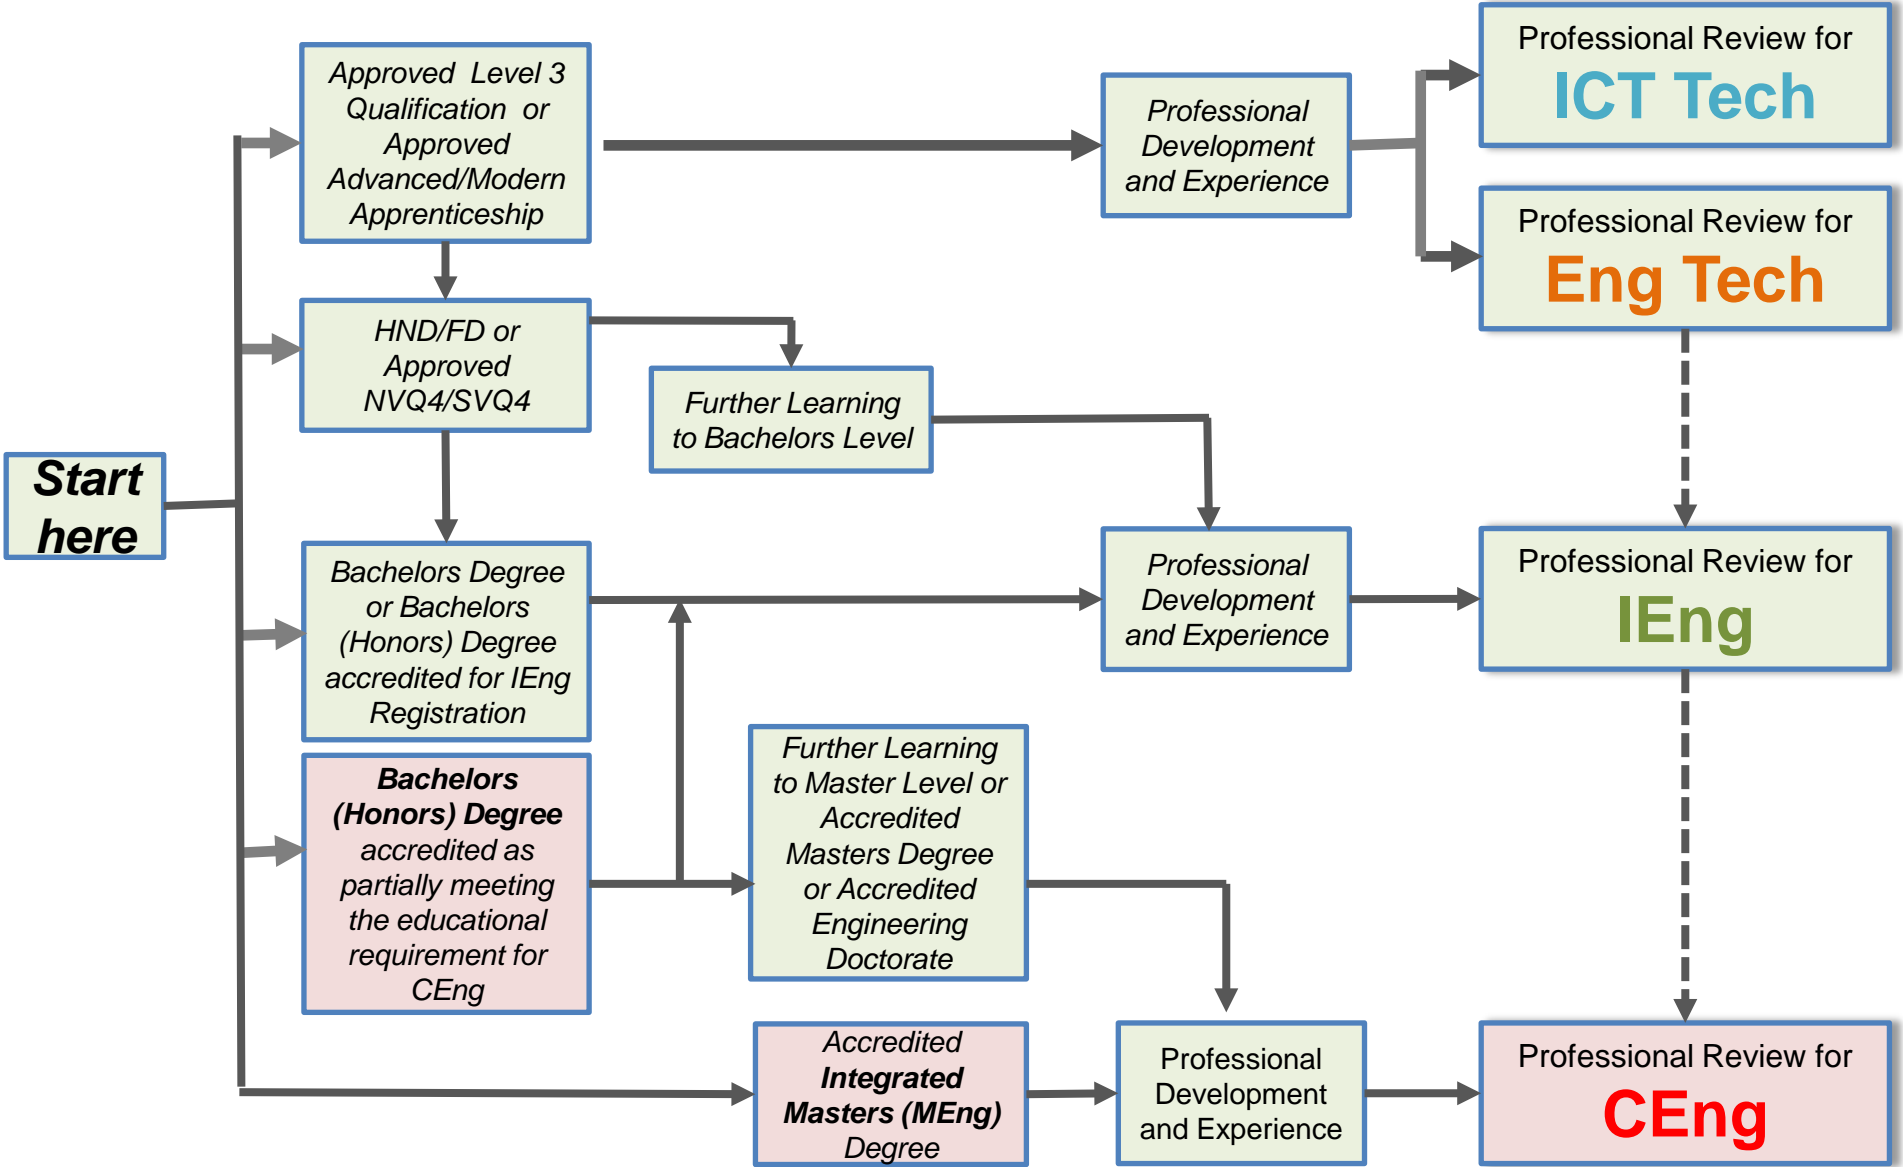 Start
here
Approved Level 3
Qualification or
Approved
Advanced/Modern
Apprenticeship
HND/FD or
Approved
NVQ4/SVQ4
Bachelors Degree
or Bachelors
(Honors) Degree
accredited for IEng
Registration
Bachelors
(Honors) Degree
accredited as
partially meeting
the educational
requirement for
CEng
Further Learning
to Bachelors Level
Further Learning
to Master Level or
Accredited
Masters Degree
or Accredited
Engineering
Doctorate
Accredited
Integrated
Masters (MEng)
Degree
Professional
Development
and Experience
Professional
Development
and Experience
Professional
Development
and Experience
Professional Review for
ICT Tech
Professional Review for
Eng Tech
Professional Review for
IEng
Professional Review for
CEng